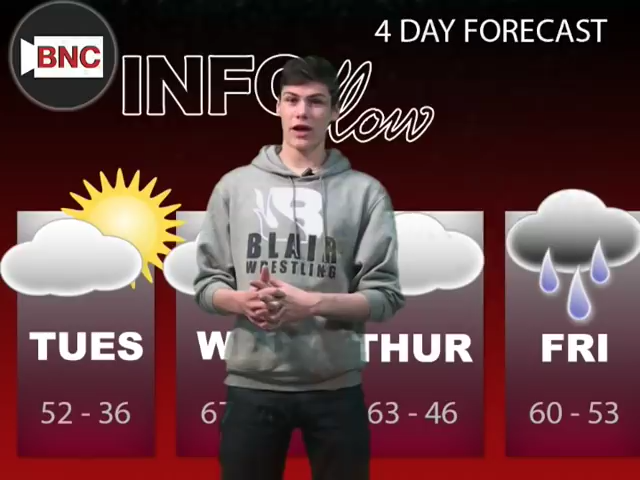 4 DAY FORECAST
BNC
INFO
flow
BLAIR
WRESTLING
TUES
THUR
FRI
52 - 36
63 - 46
60 - 53